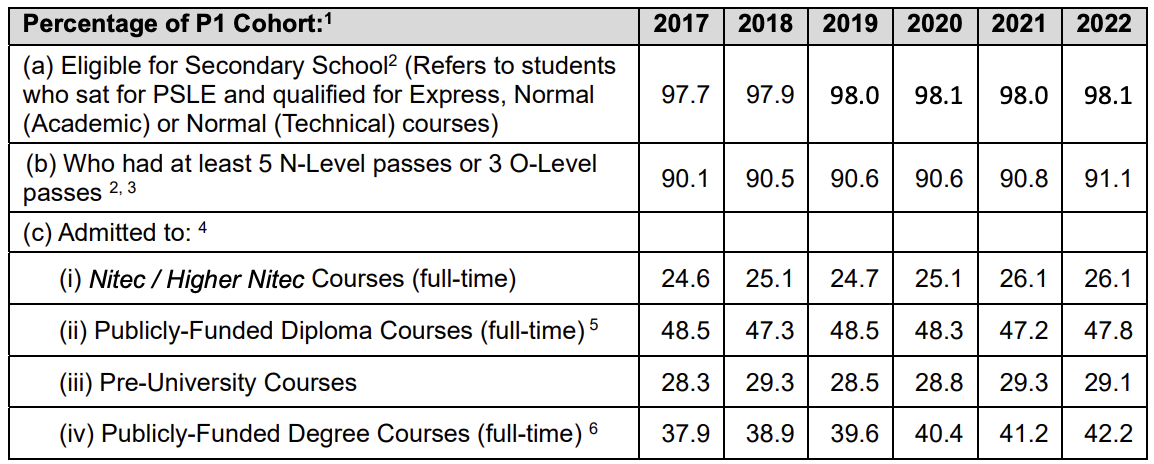 Percentage of P1 Cohort:¹ 2017 2018 2019 2020 2021 2022
(a) Eligible for Secondary School² (Refers to students
who sat for PSLE and qualified for Express, Normal 97.7 97.9 98.0 98.1 98.0 98.1
(Academic) or Normal (Technical) courses)
(b) Who had at least 5 N-Level passes or 3 O-Level
passes ²,³ 90.1 90.5 90.6 90.6 90.8 91.1
(c) Admitted to: ⁴
(i) Nitec / Higher Nitec Courses (full-time) 24.6 25.1 24.7 25.1 26.1 26.1
(ii) Publicly-Funded Diploma Courses (full-time) ⁵ 48.5 47.3 48.5 48.3 47.2 47.8
(iii) Pre-University Courses 28.3 29.3 28.5 28.8 29.3 29.1
(iv) Publicly-Funded Degree Courses (full-time) ⁶ 37.9 38.9 39.6 40.4 41.2 42.2